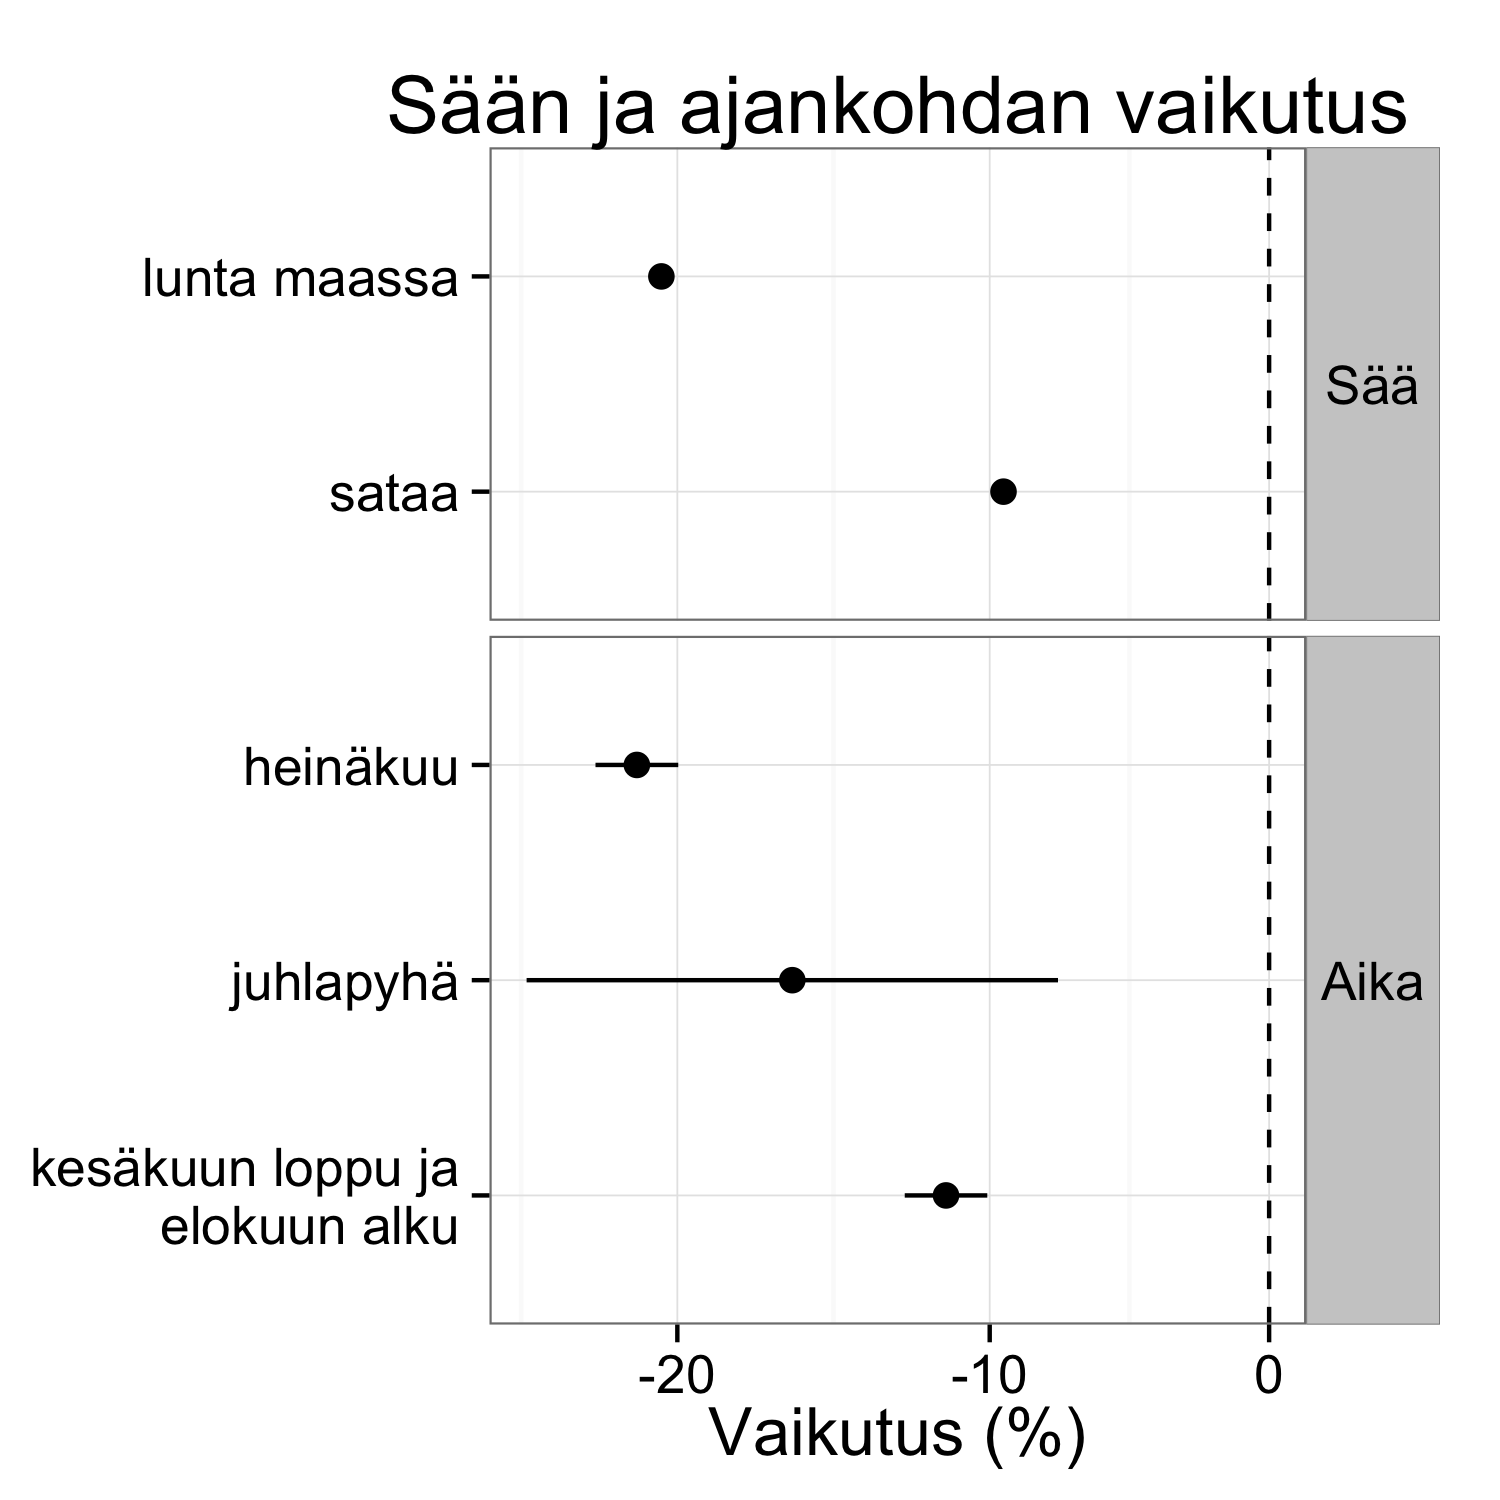 Sään ja ajankohdan vaikutus
lunta maassa
sataa
Sää
heinäkuu
juhlapyhä
kesäkuun loppu ja
elokuun alku
Aika
-20
-10
0
Vaikutus (%)